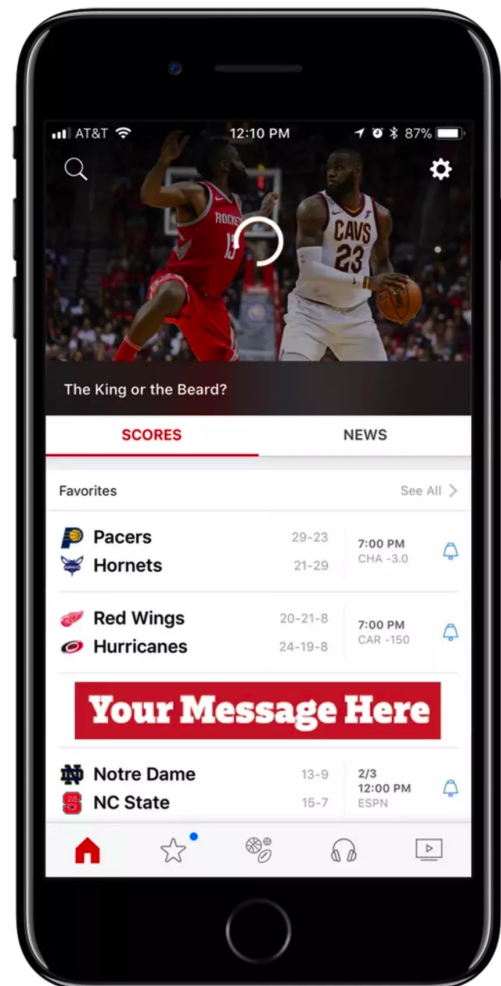 AT&T 12:10 PM 87%
ROCKE
13
CAVS
23
The King or the Beard?
SCORES NEWS
Favorites See All
Pacers 29-23 7:00 PM
Hornets 21-29 CHA -3.0
Red Wings 20-21-8 7:00 PM
Hurricanes 24-19-8 CAR -150
Your Message Here
Notre Dame 13-9 2/3
12:00 PM
NC State 15-7 ESPN